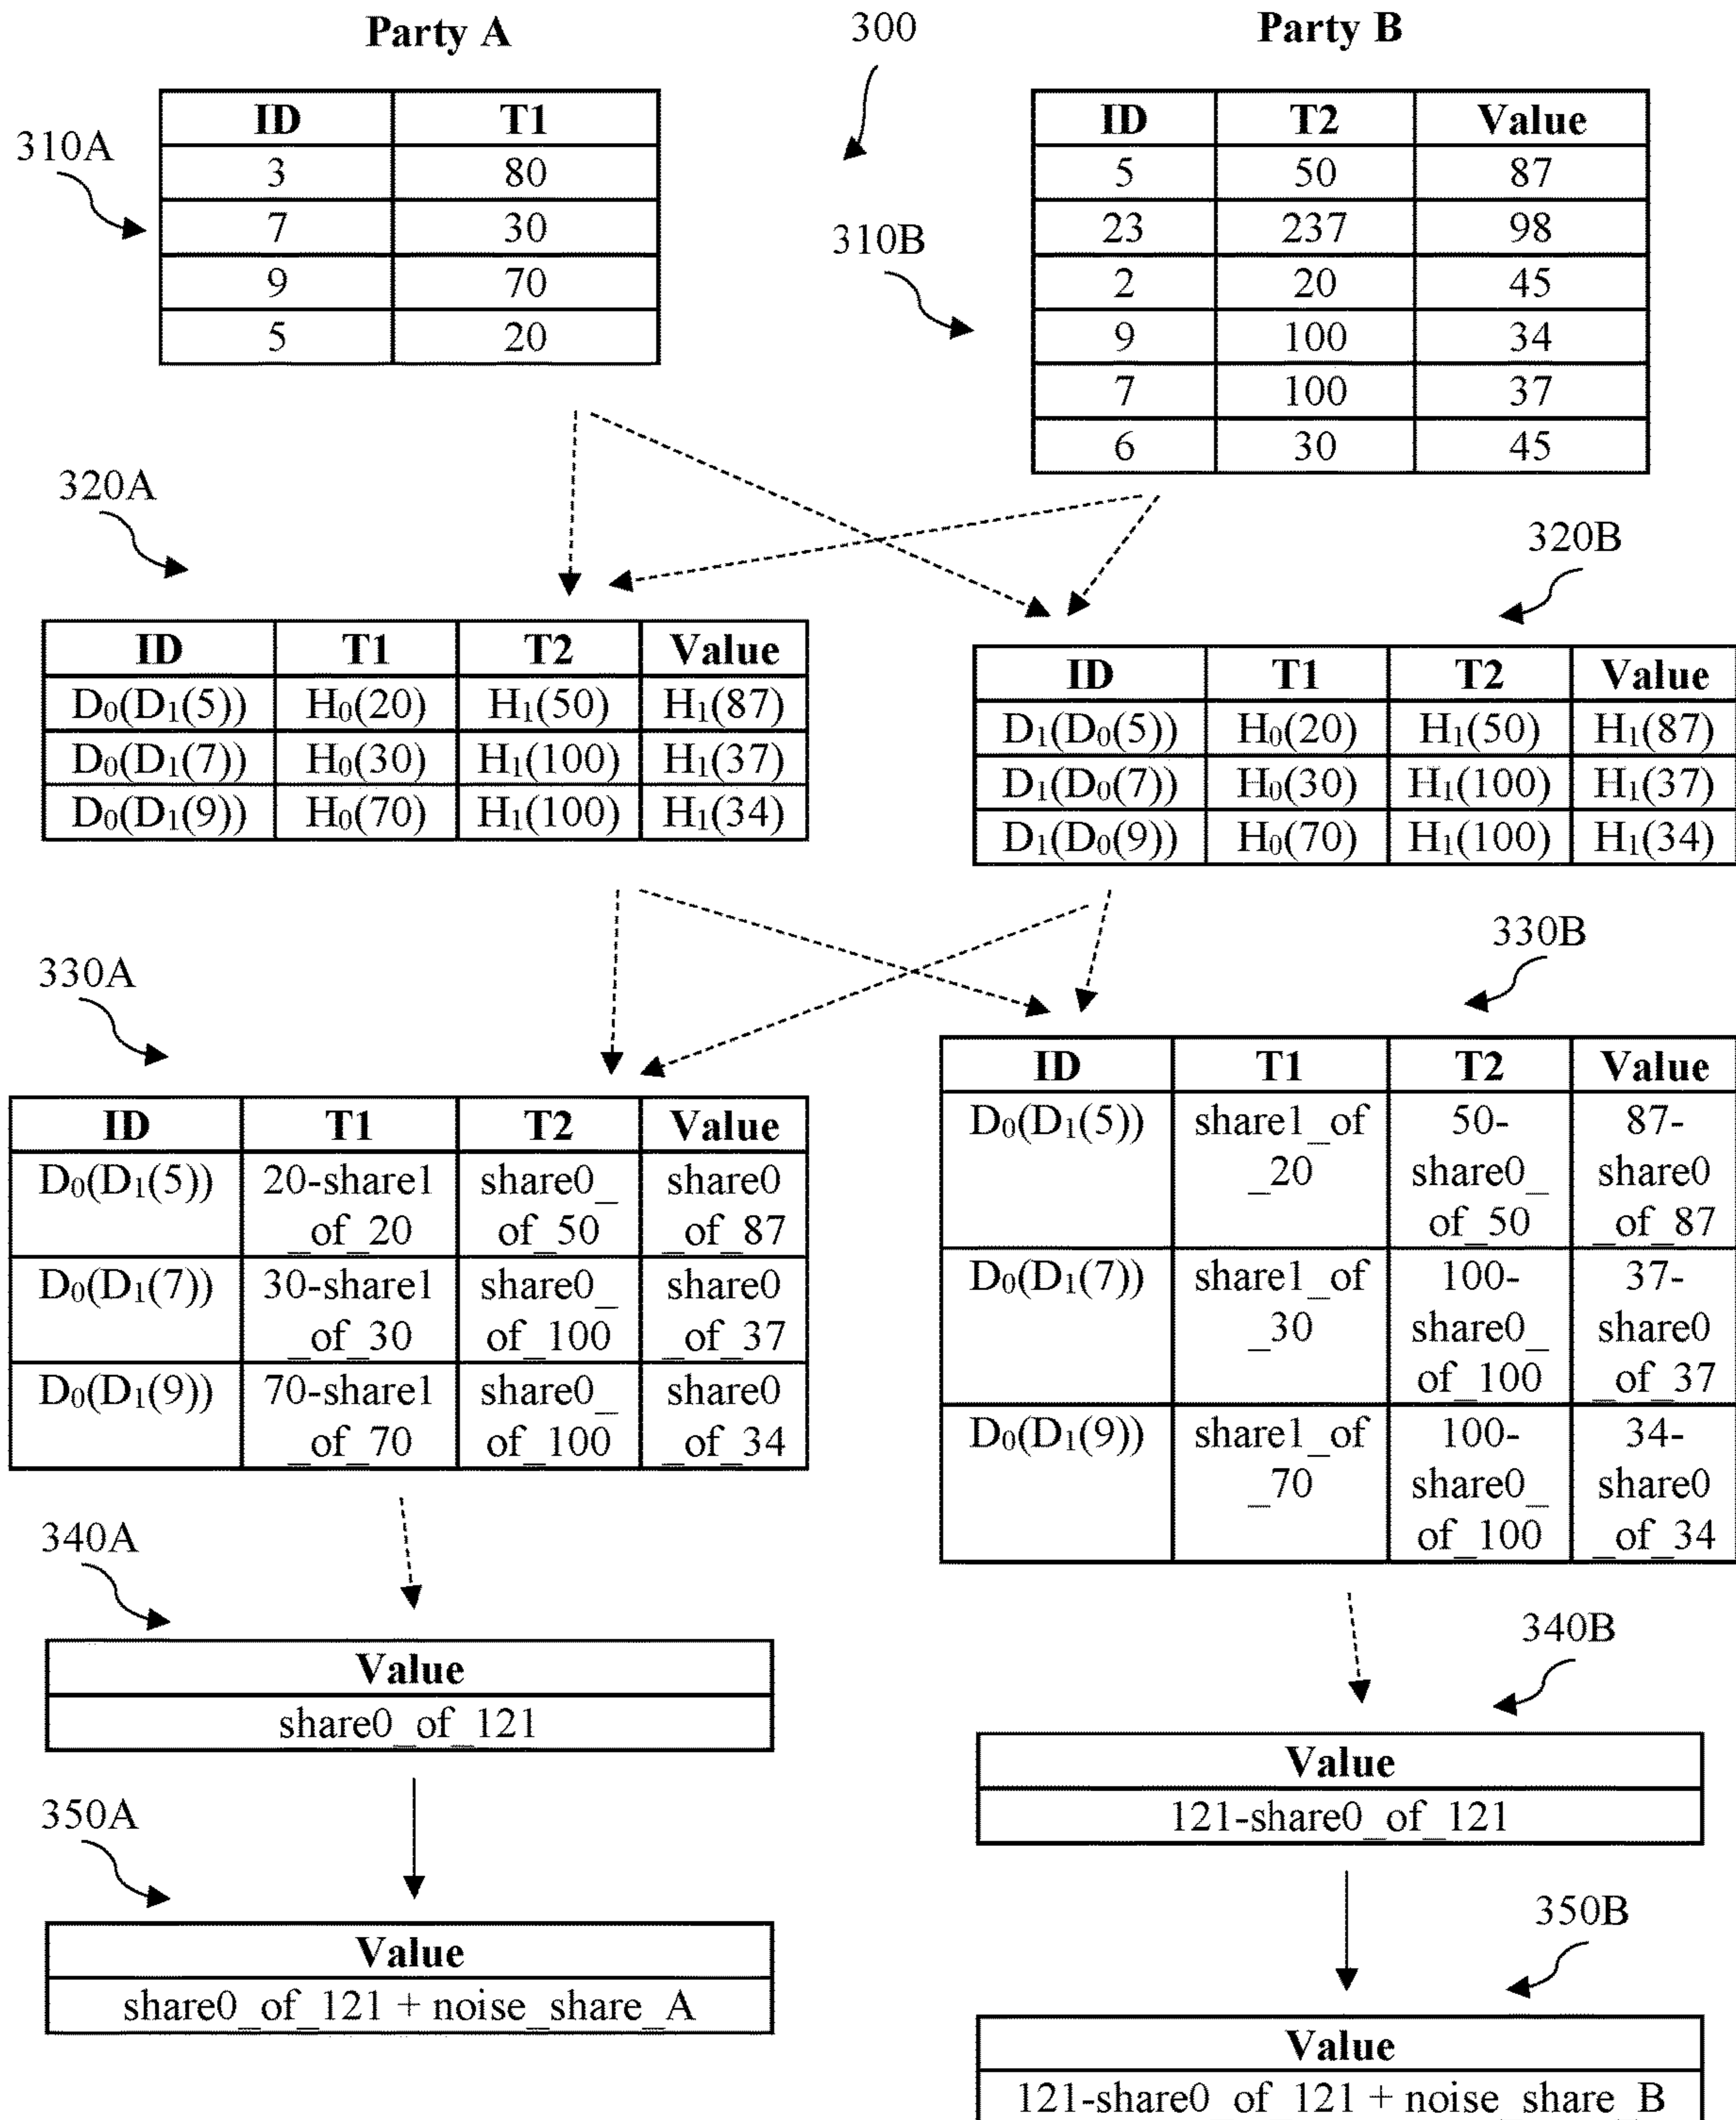 Party A
300
Party B
310A
ID T1
3 80
7 30
9 70
5 20
310B
ID T2 Value
5 50 87
23 237 98
2 20 45
9 100 34
7 100 37
6 30 45
320A
ID T1 T2 Value
D₀(D₁(5)) H₀(20) H₁(50) H₁(87)
D₀(D₁(7)) H₀(30) H₁(100) H₁(37)
D₀(D₁(9)) H₀(70) H₁(100) H₁(34)
320B
ID T1 T2 Value
D₁(D₀(5)) H₀(20) H₁(50) H₁(87)
D₁(D₀(7)) H₀(30) H₁(100) H₁(37)
D₁(D₀(9)) H₀(70) H₁(100) H₁(34)
330A
ID T1 T2 Value
D₀(D₁(5)) 20-share1 share0_ share0
_of_20 of_50 _of_87
D₀(D₁(7)) 30-share1 share0_ share0
_of_30 of_100 _of_37
D₀(D₁(9)) 70-share1 share0_ share0
_of_70 of_100 _of_34
330B
ID T1 T2 Value
D₀(D₁(5)) share1_of 50- 87-
_20 share0_ share0
of_50 _of_87
D₀(D₁(7)) share1_of 100- 37-
_30 share0_ share0
of_100 _of_37
D₀(D₁(9)) share1_of 100- 34-
_70 share0_ share0
of_100 _of_34
340A
Value
share0_of_121
340B
Value
121-share0_of_121
350A
Value
share0_of_121 + noise_share_A
350B
Value
121-share0_of_121 + noise_share_B